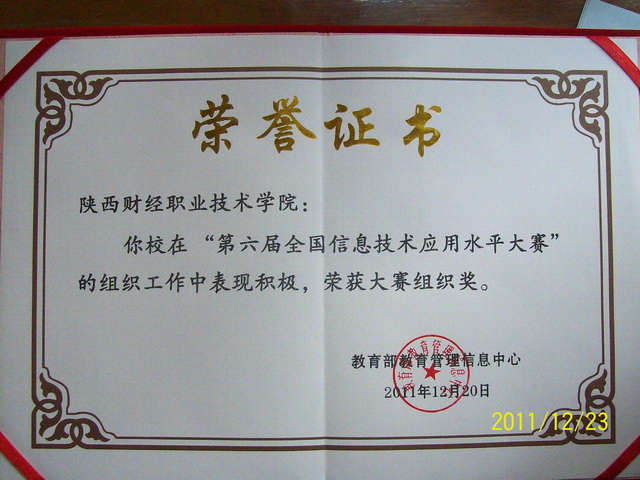 荣誉证书
陕西财经职业技术学院：
你校在“第六届全国信息技术应用水平大赛”
的组织工作中表现积极，荣获大赛组织奖。
教育部教育管理信息中心
2011年12月20日
2011/12/23